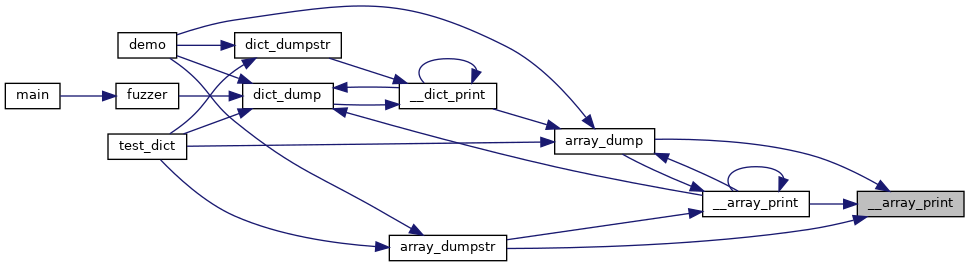 demo
dict_dumpstr
main
fuzzer
dict_dump
__dict_print
test_dict
array_dump
__array_print
__array_print
array_dumpstr